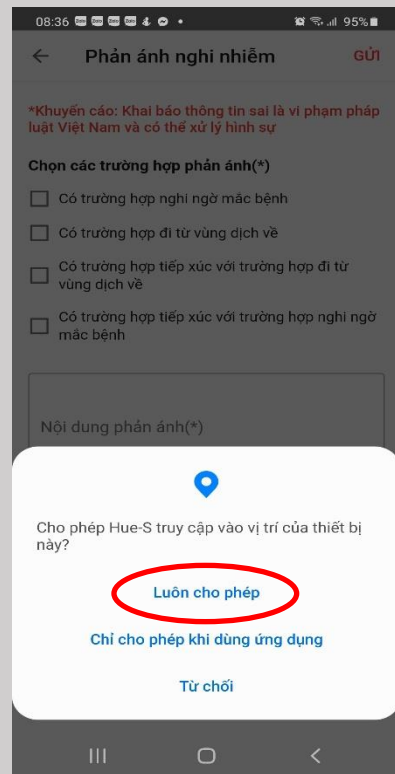 08:36 Zalo Zalo Zalo Zalo 95%
Phản ánh nghi nhiễm GỬI
*Khuyến cáo: Khai báo thông tin sai là vi phạm pháp
luật Việt Nam và có thể xử lý hình sự
Chọn các trường hợp phản ánh(*)
Có trường hợp nghi ngờ mắc bệnh
Có trường hợp đi từ vùng dịch về
Có trường hợp tiếp xúc với trường hợp đi từ
vùng dịch về
Có trường hợp tiếp xúc với trường hợp nghi ngờ
mắc bệnh
Nội dung phản ánh(*)
Cho phép Hue-S truy cập vào vị trí của thiết bị
này?
Luôn cho phép
Chỉ cho phép khi dùng ứng dụng
Từ chối